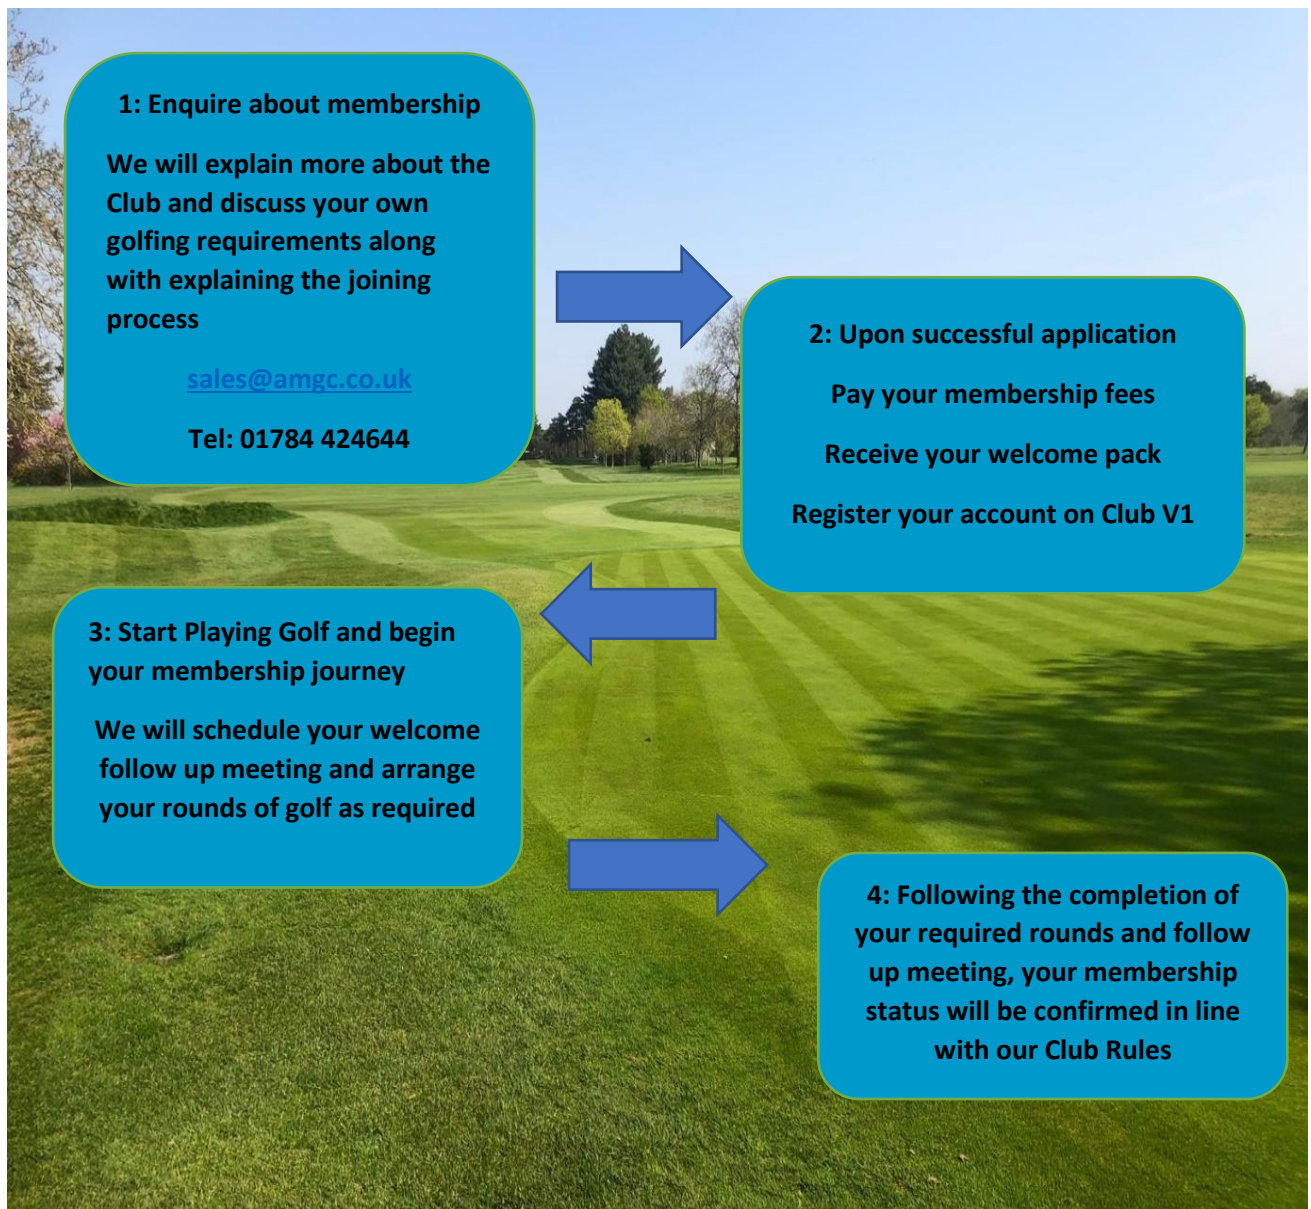 1: Enquire about membership
We will explain more about the
Club and discuss your own
golfing requirements along
with explaining the joining
process
sales@amgc.co.uk
Tel: 01784 424644
2: Upon successful application
Pay your membership fees
Receive your welcome pack
Register your account on Club V1
3: Start Playing Golf and begin
your membership journey
We will schedule your welcome
follow up meeting and arrange
your rounds of golf as required
4: Following the completion of
your required rounds and follow
up meeting, your membership
status will be confirmed in line
with our Club Rules